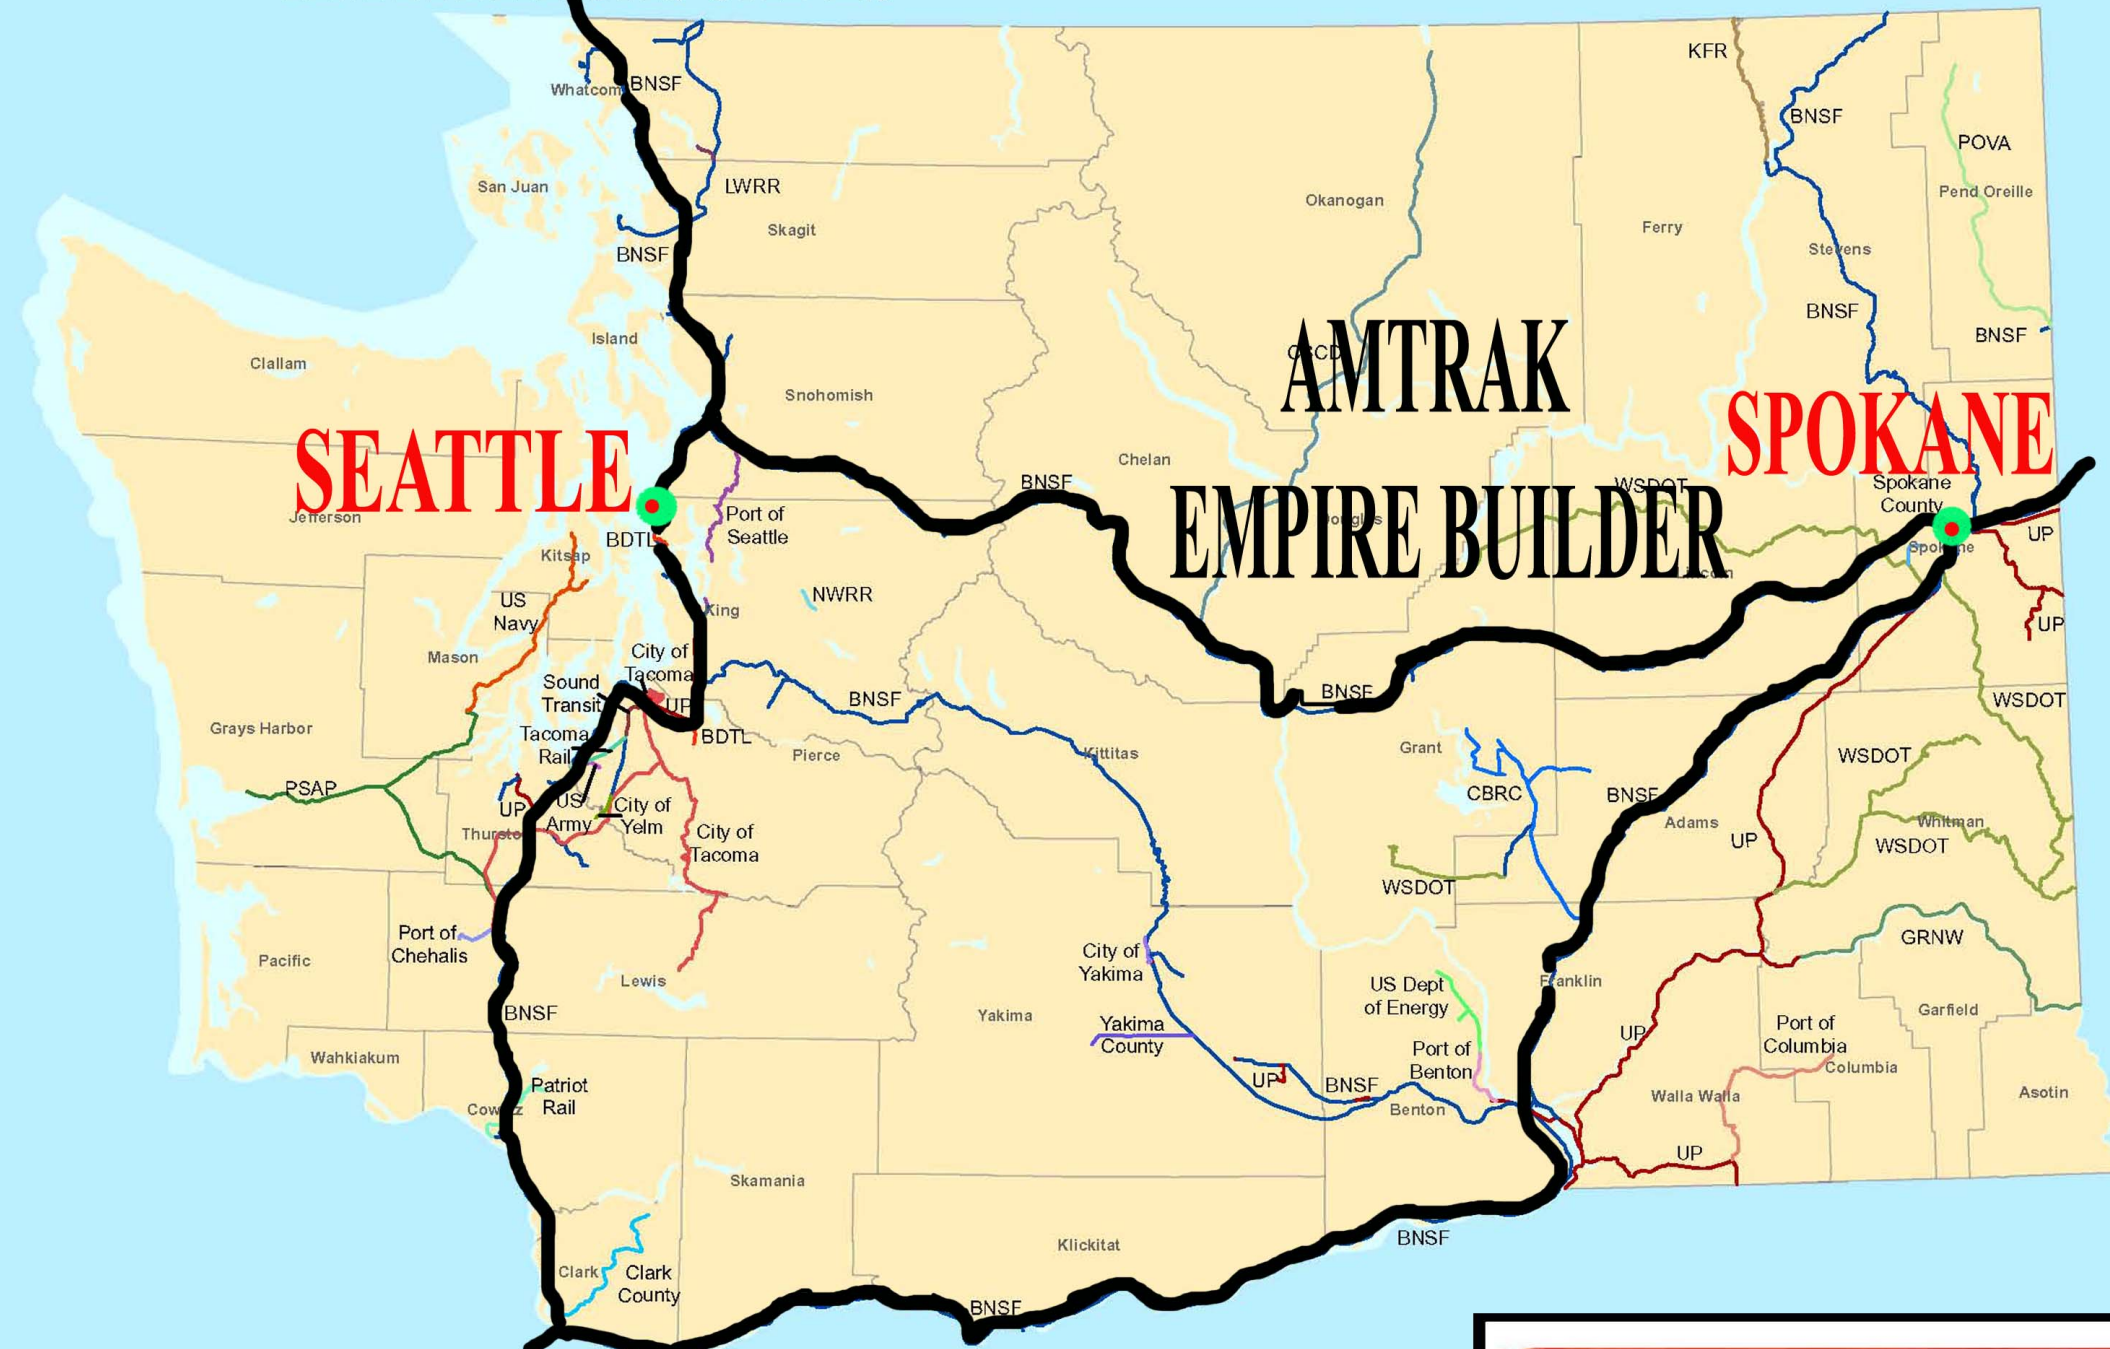 KFR
BNSF
Whatcom
BNSF
POVA
San Juan
LWRR
Pend Oreille
Okanogan
Skagit
Ferry
BNSF
Stevens
BNSF
Island
BNSF
Clallam
AMTRAK
Snohomish
SEATTLE
SPOKANE
Chelan
BNSF
WSDOT
Spokane
County
EMPIRE BUILDER
Jefferson
Port of
Seattle
BDTL
UP
Spokane
Kitsap
Lincoln
US
Navy
NWRR
King
UP
Mason
City of
Tacoma
Sound
Transit
BNSF
BNSF
UP
WSDOT
Grays Harbor
Tacoma
Rail
BDTL
Pierce
Kittitas
Grant
WSDOT
PSAP
UP
US
Army
City of
Yelm
CBRC
BNSF
Adams
Whitman
City of
Tacoma
UP
WSDOT
WSDOT
Port of
Chehalis
GRNW
Pacific
Lewis
City of
Yakima
US Dept
of Energy
Franklin
BNSF
Yakima
Yakima
County
Garfield
UP
Port of
Columbia
Wahkiakum
Port of
Benton
Columbia
Patriot
Rail
UP
BNSF
Benton
Walla Walla
Asotin
UP
Skamania
BNSF
Klickitat
Clark
Clark
County
BNSF